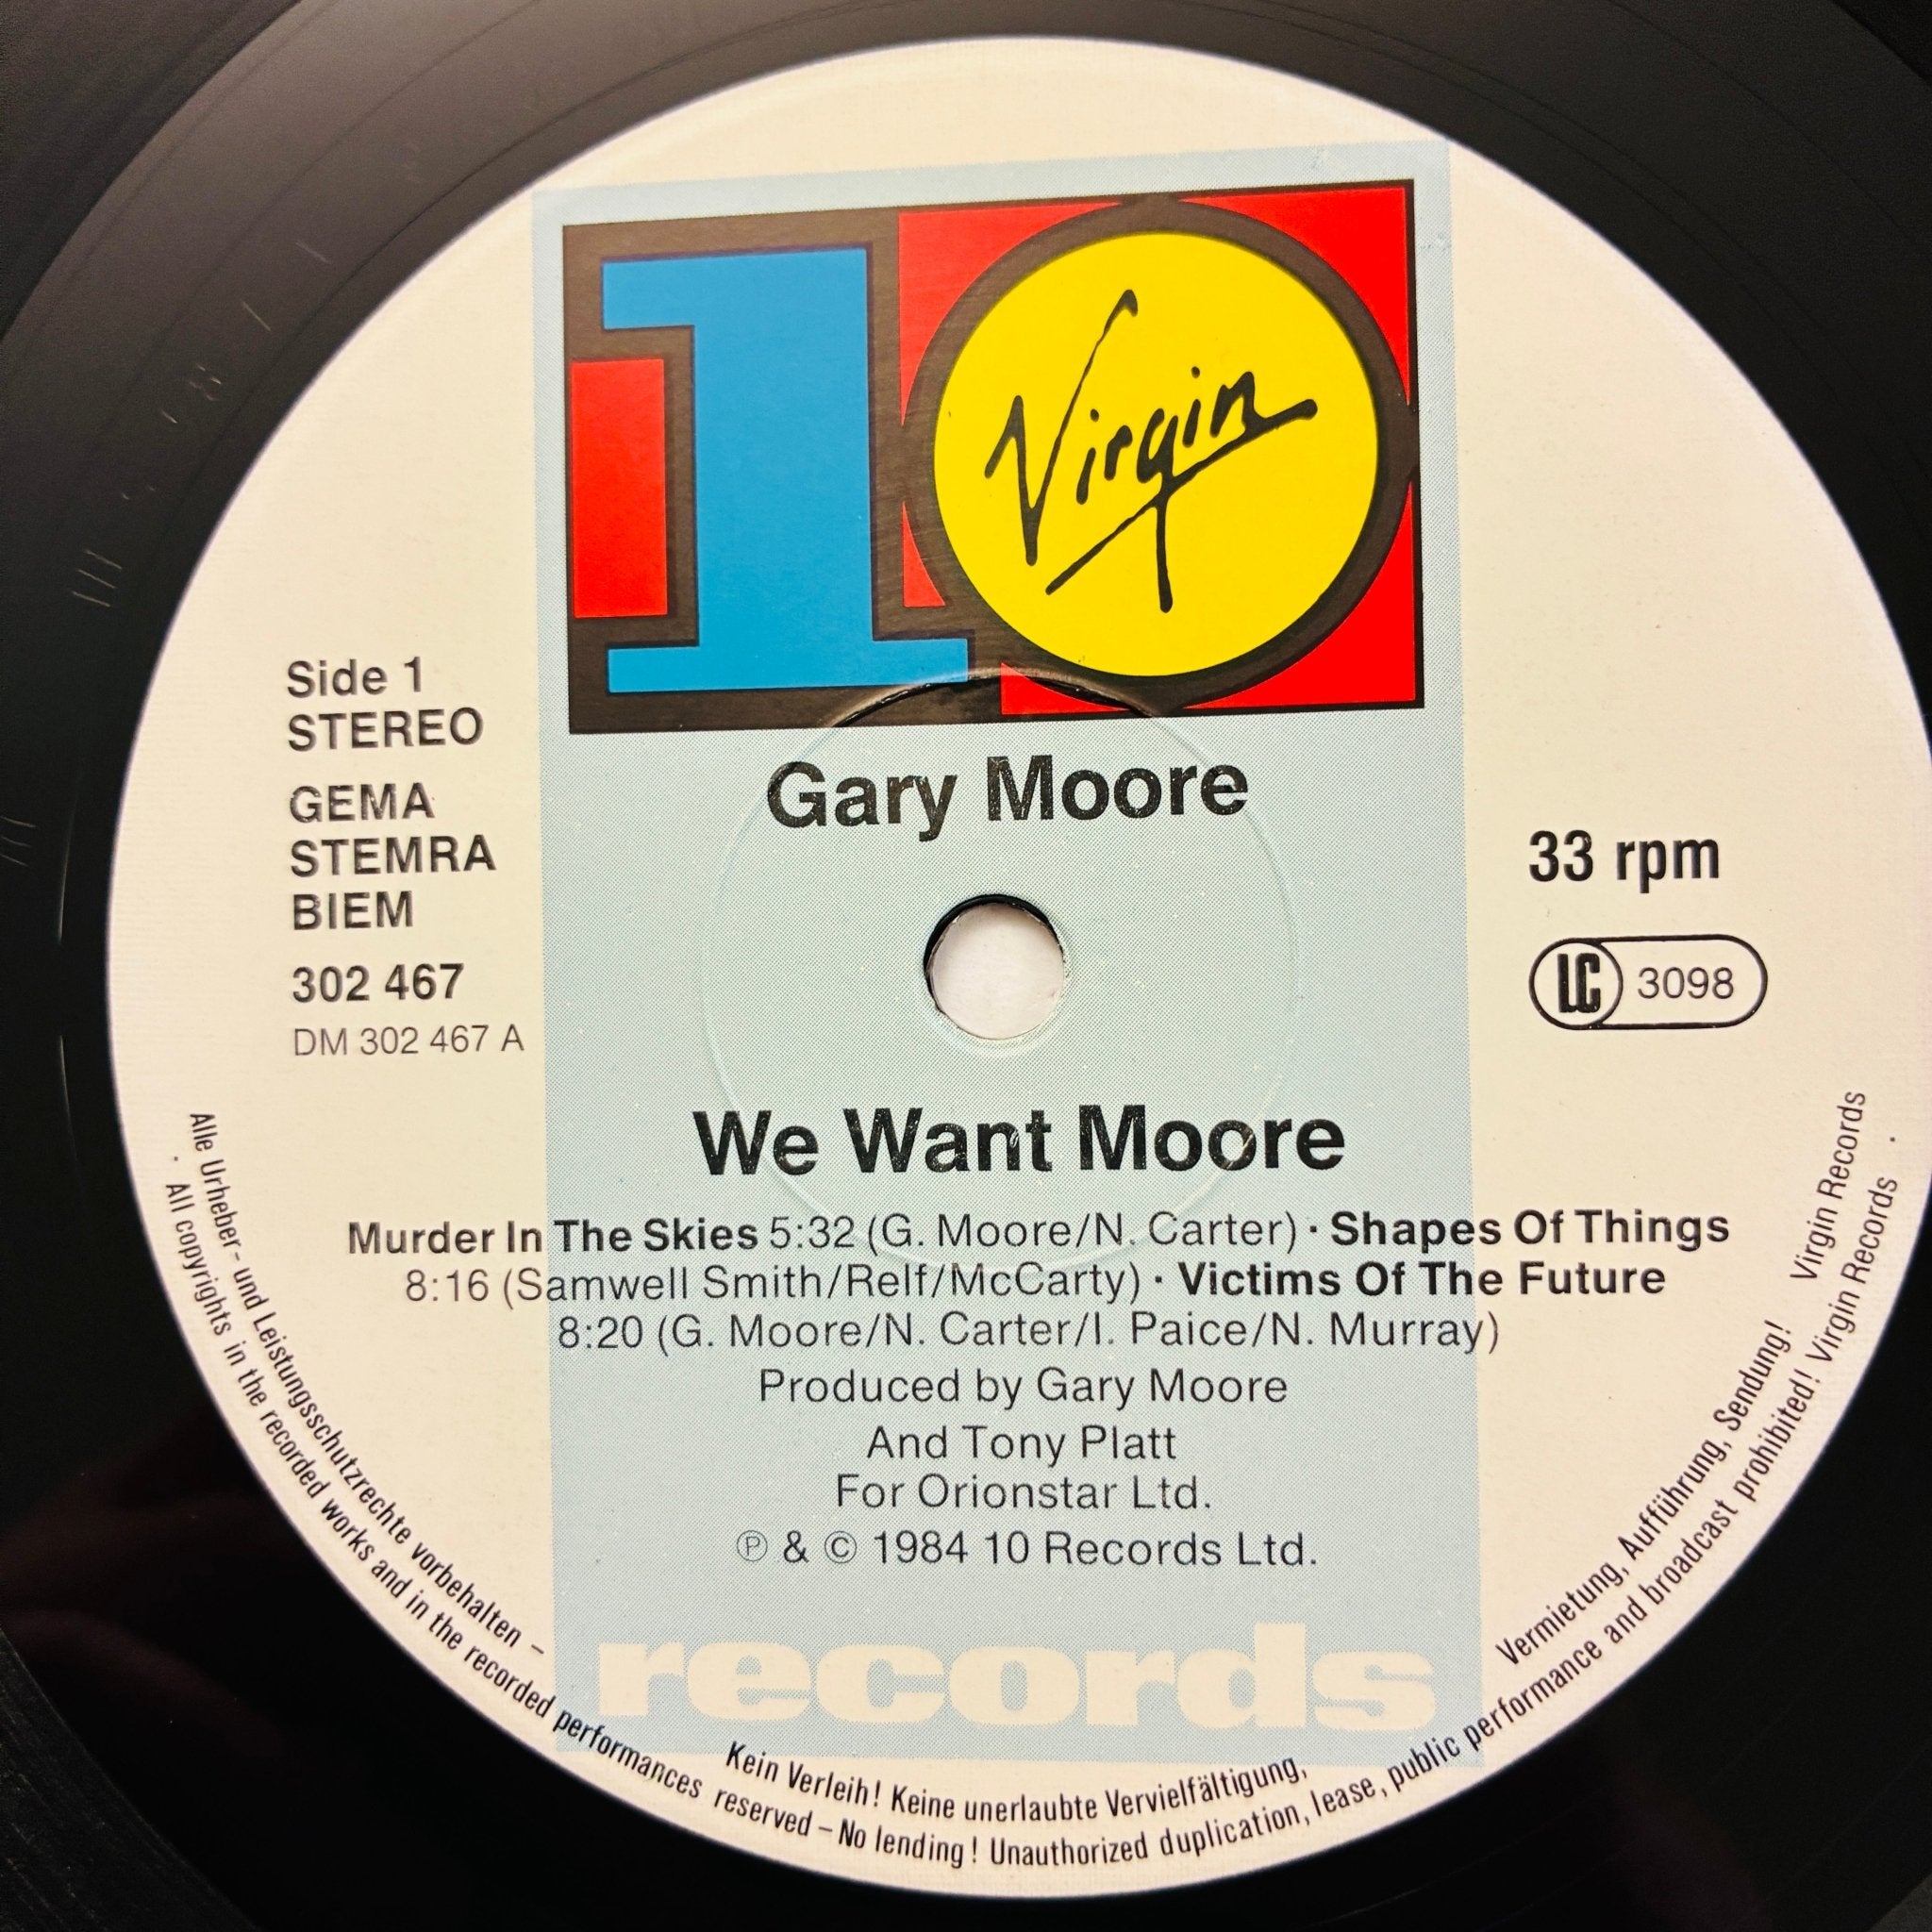 10
Virgin
Side 1
STEREO
GEMA
STEMRA
BIEM
302 467
DM 302 467 A
Gary Moore
33 rpm
LC 3098
We Want Moore
Murder In The Skies 5:32 (G. Moore/N. Carter) · Shapes Of Things
8:16 (Samwell Smith/Relf/McCarty) · Victims Of The Future
8:20 (G. Moore/N. Carter/I. Paice/N. Murray)
Produced by Gary Moore
And Tony Platt
For Orionstar Ltd.
℗ & © 1984 10 Records Ltd.
records
Alle Urheber- und Leistungsschutzrechte vorbehalten – Kein Verleih! Keine unerlaubte Vervielfältigung, Vermietung, Aufführung, Sendung! Virgin Records
· All copyrights in the recorded works and in the recorded performances reserved – No lending! Unauthorized duplication, lease, public performance and broadcast prohibited! Virgin Records ·